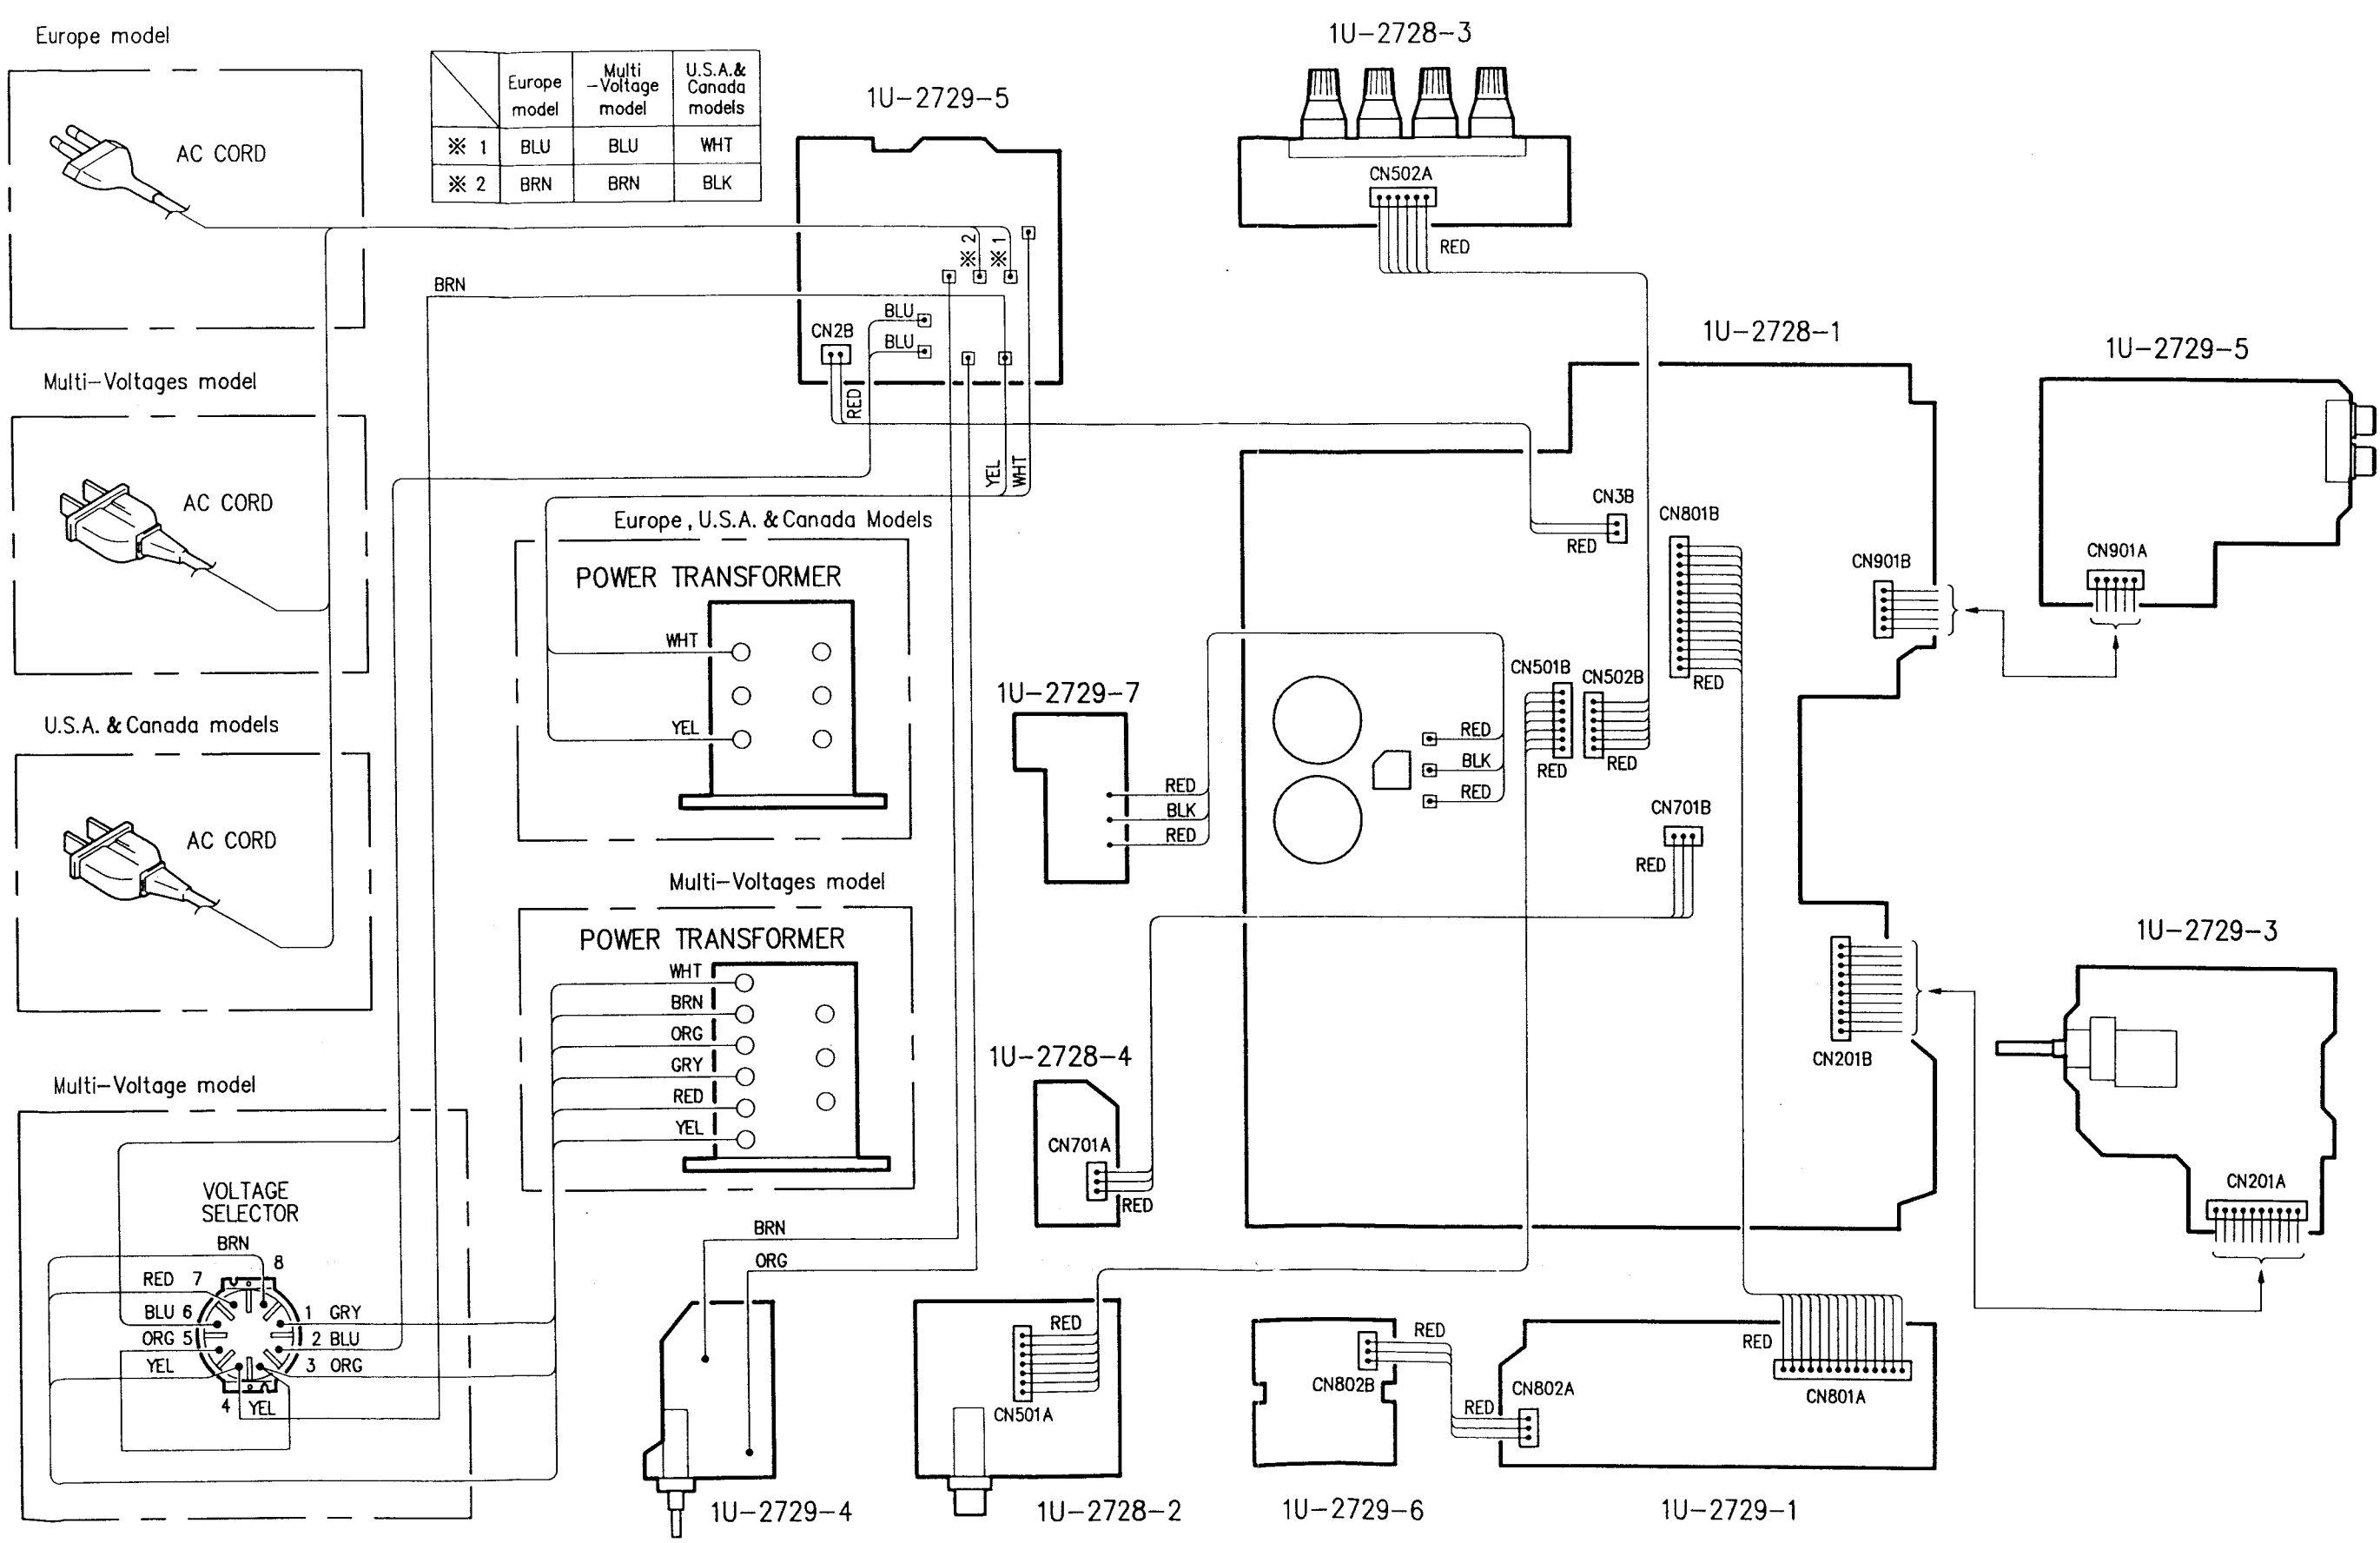 Europe model
AC CORD
Multi-Voltages model
AC CORD
U.S.A. & Canada models
AC CORD
Multi-Voltage model
VOLTAGE
SELECTOR
BRN
8
RED 7
BLU 6
ORG 5
YEL
4
YEL
1 GRY
2 BLU
3 ORG
Europe model
Multi -Voltage model
U.S.A.& Canada models
※ 1 BLU BLU WHT
※ 2 BRN BRN BLK
BRN
1U-2729-5
※ 2
※ 1
BLU
BLU
CN2B
RED
YEL
WHT
Europe, U.S.A. & Canada Models
POWER TRANSFORMER
WHT
YEL
Multi-Voltages model
POWER TRANSFORMER
WHT
BRN
ORG
GRY
RED
YEL
BRN
ORG
1U-2729-4
1U-2728-3
CN502A
RED
1U-2728-1
CN3B
RED
CN801B
RED
CN901B
CN501B
RED
CN502B
RED
RED
BLK
RED
CN701B
RED
CN201B
1U-2729-7
RED
BLK
RED
1U-2728-4
CN701A
RED
RED
CN501A
1U-2728-2
RED
CN802B
1U-2729-6
CN802A
RED
RED
CN801A
1U-2729-1
1U-2729-5
CN901A
1U-2729-3
CN201A